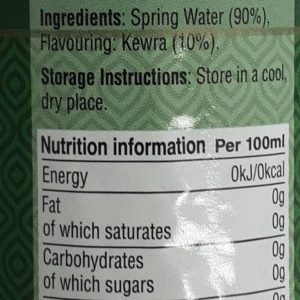 Ingredients: Spring Water (90%),
Flavouring: Kewra (10%).
Storage Instructions: Store in a cool,
dry place.
Nutrition information Per 100ml
Energy 0kJ/0kcal
Fat 0g
of which saturates 0g
Carbohydrates 0g
of which sugars 0g